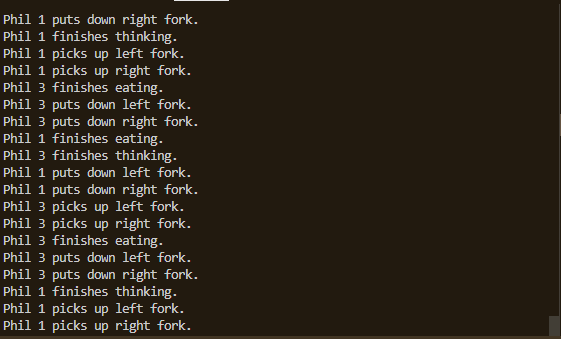 Phil 1 puts down right fork.
Phil 1 finishes thinking.
Phil 1 picks up left fork.
Phil 1 picks up right fork.
Phil 3 finishes eating.
Phil 3 puts down left fork.
Phil 3 puts down right fork.
Phil 1 finishes eating.
Phil 3 finishes thinking.
Phil 1 puts down left fork.
Phil 1 puts down right fork.
Phil 3 picks up left fork.
Phil 3 picks up right fork.
Phil 3 finishes eating.
Phil 3 puts down left fork.
Phil 3 puts down right fork.
Phil 1 finishes thinking.
Phil 1 picks up left fork.
Phil 1 picks up right fork.